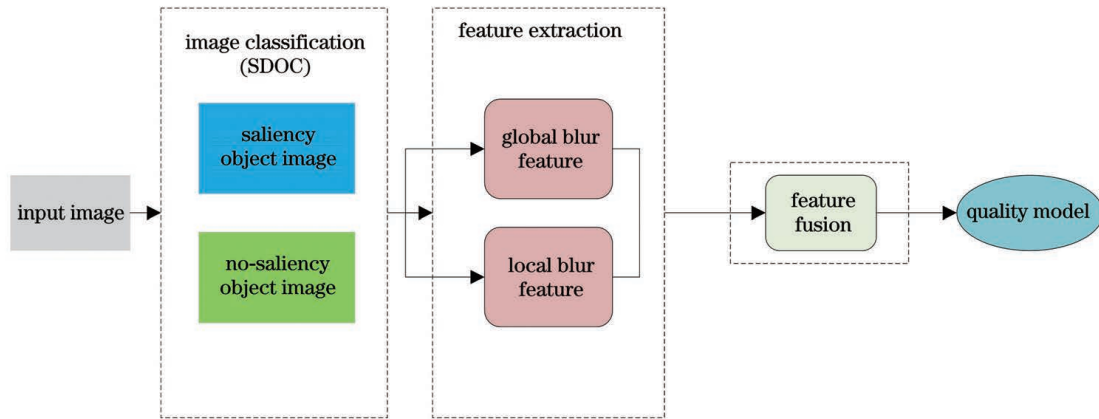 input image
image classification
(SDOC)
saliency
object image
no-saliency
object image
feature extraction
global blur
feature
local blur
feature
feature
fusion
quality model